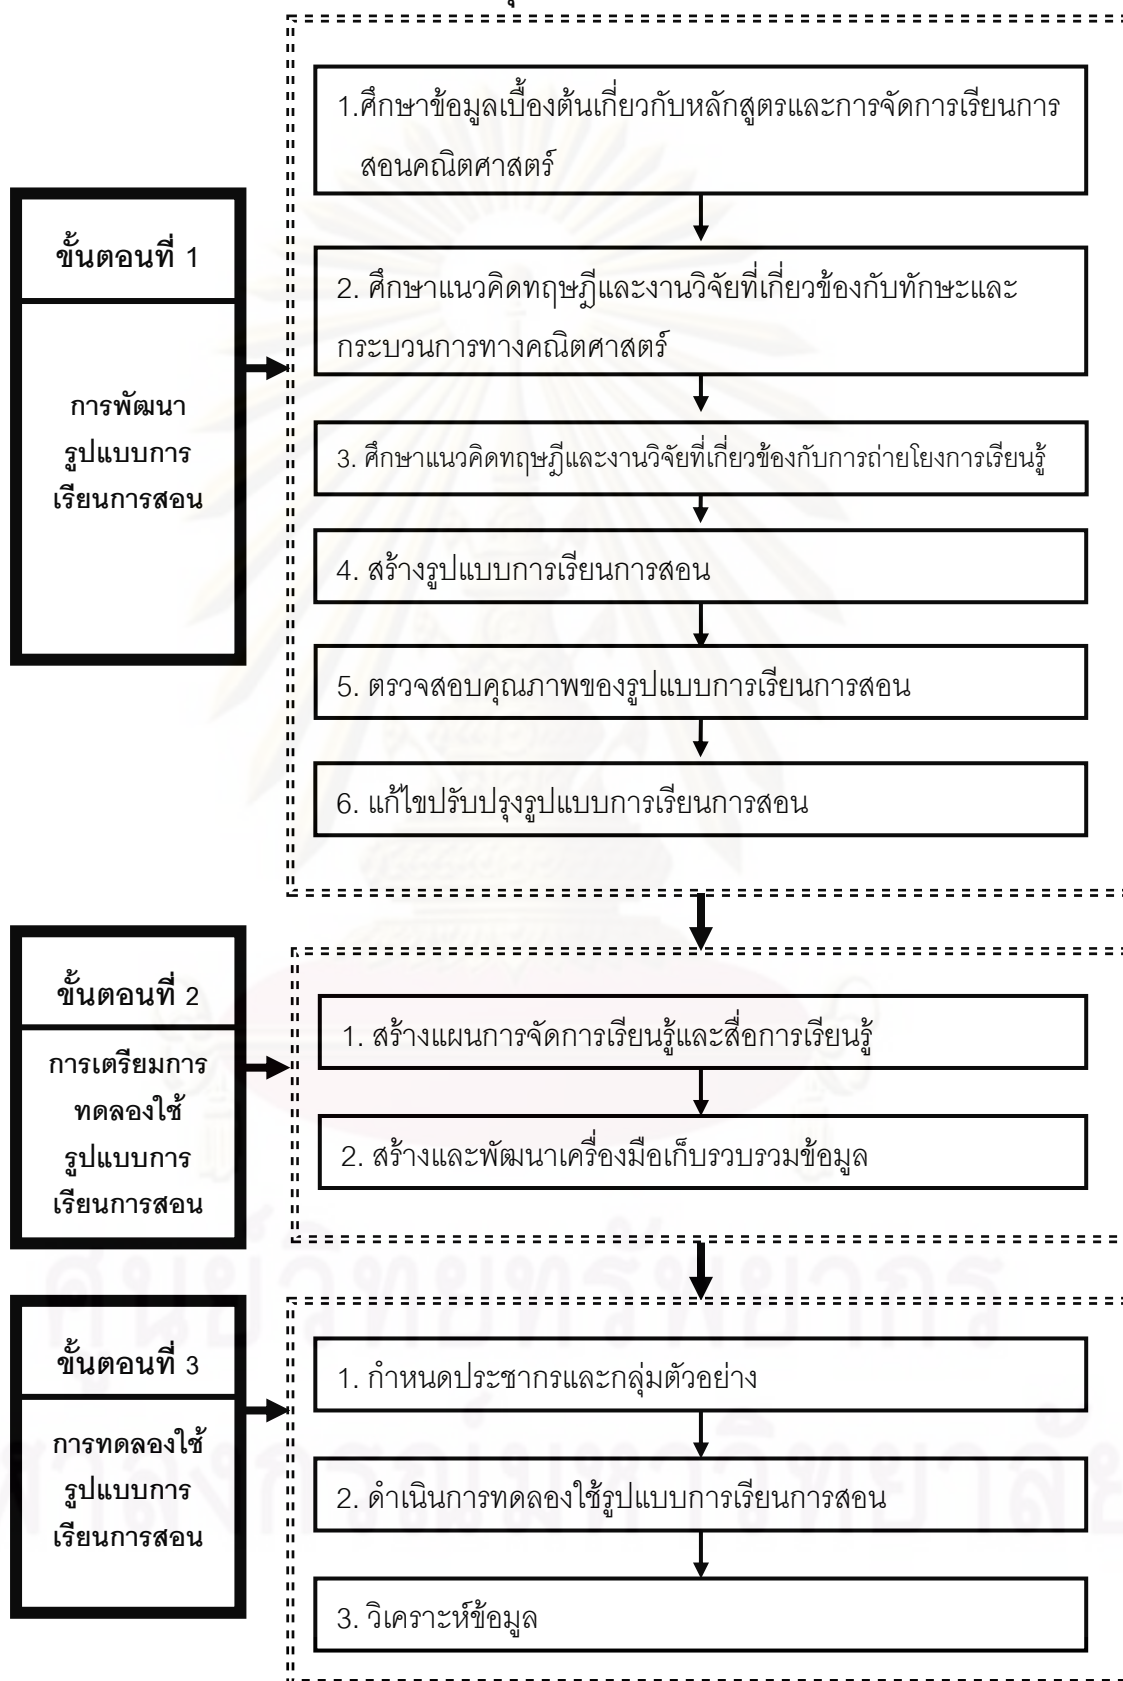 ขั้นตอนที่ 1
การพัฒนา
รูปแบบการ
เรียนการสอน
1.ศึกษาข้อมูลเบื้องต้นเกี่ยวกับหลักสูตรและการจัดการเรียนการ
สอนคณิตศาสตร์
2. ศึกษาแนวคิดทฤษฎีและงานวิจัยที่เกี่ยวข้องกับทักษะและ
กระบวนการทางคณิตศาสตร์
3. ศึกษาแนวคิดทฤษฎีและงานวิจัยที่เกี่ยวข้องกับการถ่ายโยงการเรียนรู้
4. สร้างรูปแบบการเรียนการสอน
5. ตรวจสอบคุณภาพของรูปแบบการเรียนการสอน
6. แก้ไขปรับปรุงรูปแบบการเรียนการสอน
ขั้นตอนที่ 2
การเตรียมการ
ทดลองใช้
รูปแบบการ
เรียนการสอน
1. สร้างแผนการจัดการเรียนรู้และสื่อการเรียนรู้
2. สร้างและพัฒนาเครื่องมือเก็บรวบรวมข้อมูล
ศูนย์วิทยทรัพยากร
ขั้นตอนที่ 3
การทดลองใช้
รูปแบบการ
เรียนการสอน
1. กำหนดประชากรและกลุ่มตัวอย่าง
2. ดำเนินการทดลองใช้รูปแบบการเรียนการสอน
3. วิเคราะห์ข้อมูล